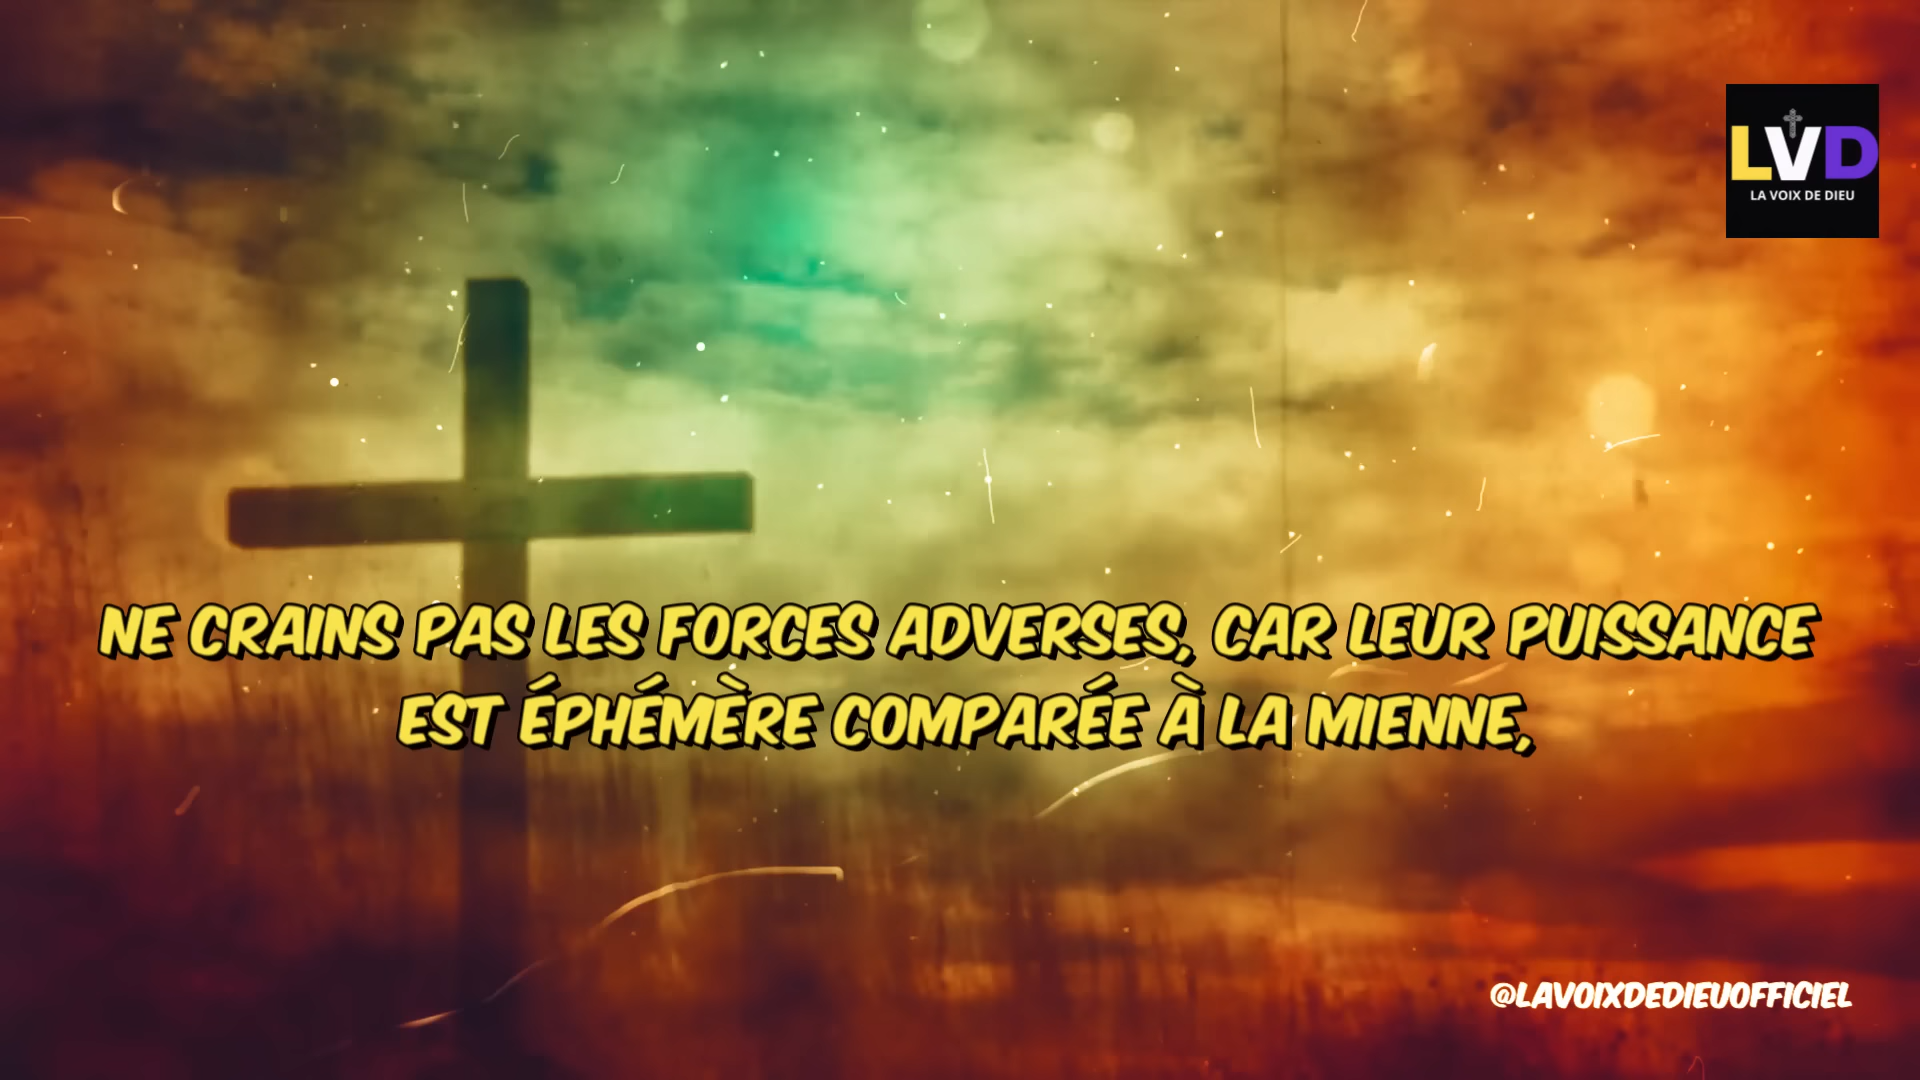 LVD
LA VOIX DE DIEU
NE CRAINS PAS LES FORCES ADVERSES, CAR LEUR PUISSANCE
EST ÉPHÉMÈRE COMPARÉE À LA MIENNE,
@LAVOIXDEDIEUOFFICIEL